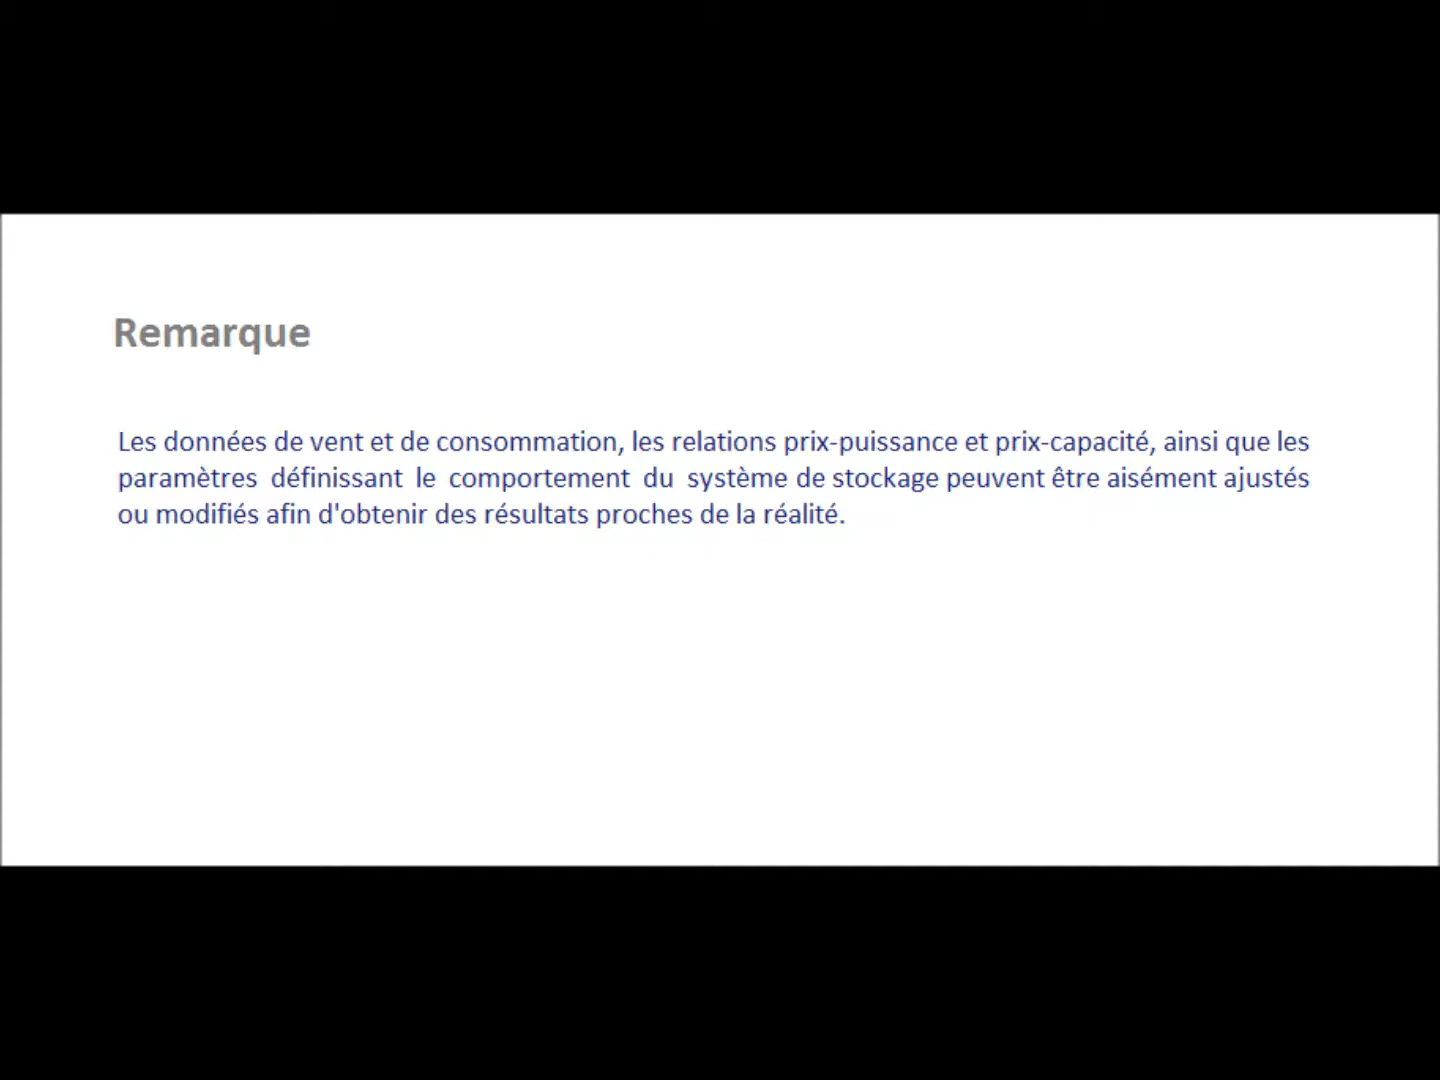 Remarque
Les données de vent et de consommation, les relations prix-puissance et prix-capacité, ainsi que les
paramètres définissant le comportement du système de stockage peuvent être aisément ajustés
ou modifiés afin d'obtenir des résultats proches de la réalité.